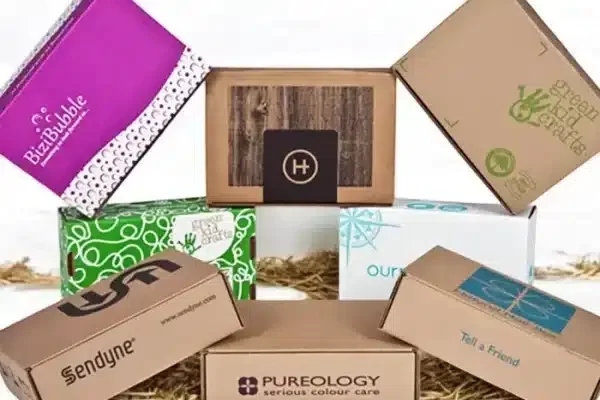 BiziBubble
H
green
kid
crafts
green
kid
crafts
our
Sendyne
www.sendyne.com
PUREOLOGY
serious colour care
Tell a Friend